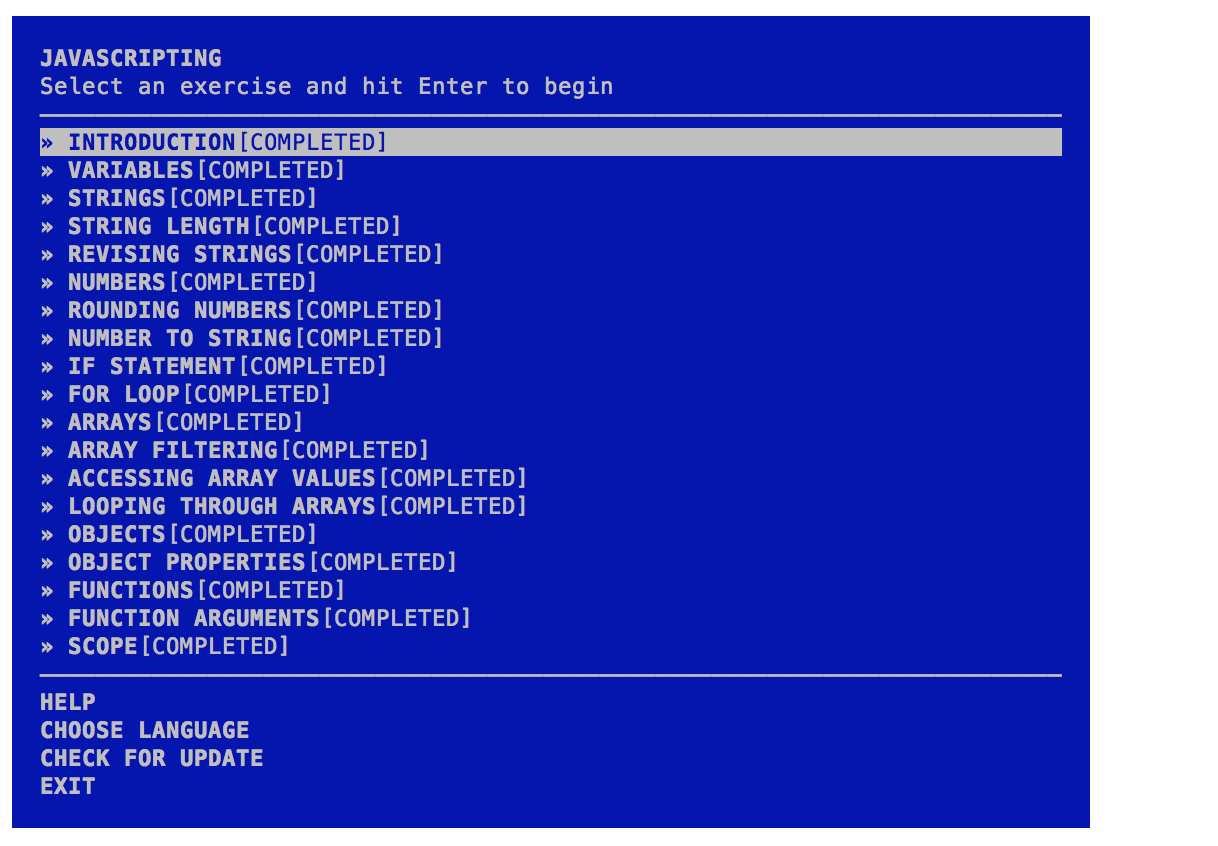 JAVASCRIPTING
Select an exercise and hit Enter to begin
» INTRODUCTION [COMPLETED]
» VARIABLES [COMPLETED]
» STRINGS [COMPLETED]
» STRING LENGTH [COMPLETED]
» REVISING STRINGS [COMPLETED]
» NUMBERS [COMPLETED]
» ROUNDING NUMBERS [COMPLETED]
» NUMBER TO STRING [COMPLETED]
» IF STATEMENT [COMPLETED]
» FOR LOOP [COMPLETED]
» ARRAYS [COMPLETED]
» ARRAY FILTERING [COMPLETED]
» ACCESSING ARRAY VALUES [COMPLETED]
» LOOPING THROUGH ARRAYS [COMPLETED]
» OBJECTS [COMPLETED]
» OBJECT PROPERTIES [COMPLETED]
» FUNCTIONS [COMPLETED]
» FUNCTION ARGUMENTS [COMPLETED]
» SCOPE [COMPLETED]
HELP
CHOOSE LANGUAGE
CHECK FOR UPDATE
EXIT